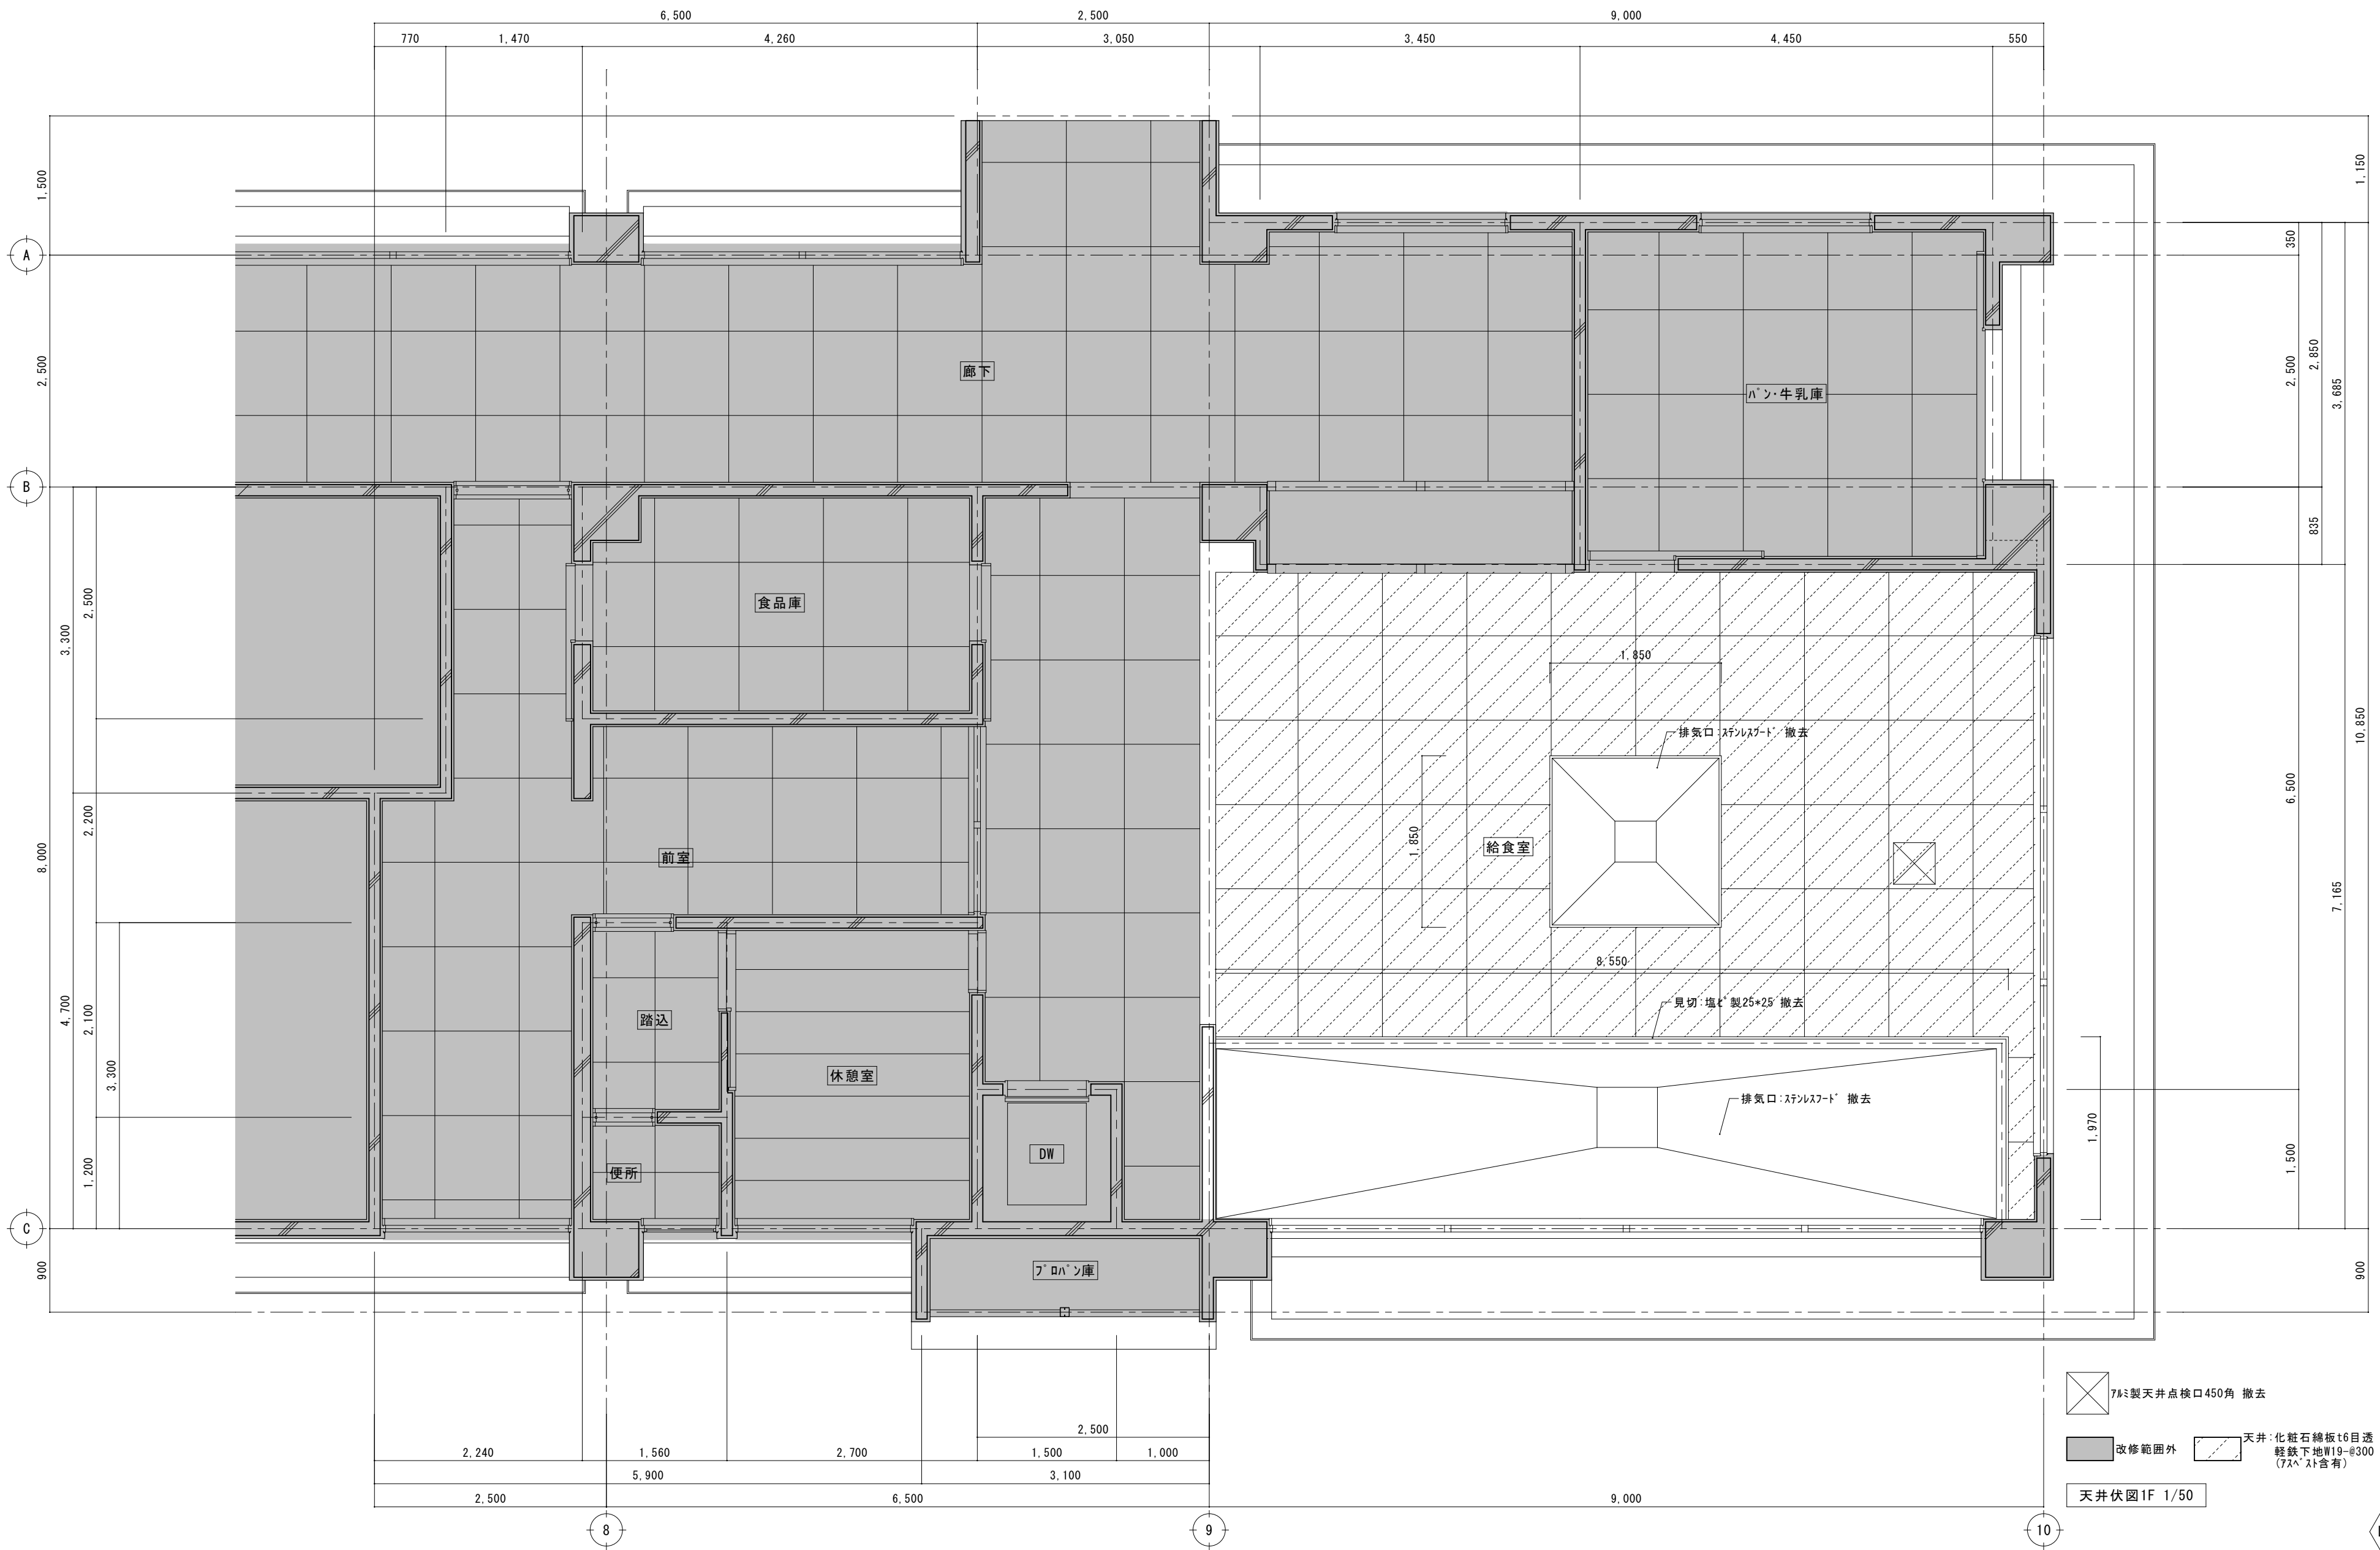 6,500
2,500
9,000
770
1,470
4,260
3,050
3,450
4,450
550
1,500
1,150
A
350
2,500
廊下
パン・牛乳庫
2,500
2,850
3,685
B
835
2,500
3,300
食品庫
1,850
排気口:ステンレスフード 撤去
10,850
6,500
2,200
8,000
前室
1,850
給食室
7,165
8,550
見切:塩ビ製25*25 撤去
4,700
2,100
3,300
踏込
休憩室
排気口:ステンレスフード 撤去
1,970
1,200
便所
DW
1,500
C
900
プロパン庫
900
アルミ製天井点検口450角 撤去
2,500
2,240
1,560
2,700
1,500
1,000
改修範囲外
天井:化粧石綿板t6目透
軽鉄下地W19-@300
(アスベスト含有)
5,900
3,100
2,500
6,500
9,000
天井伏図1F 1/50
8
9
10